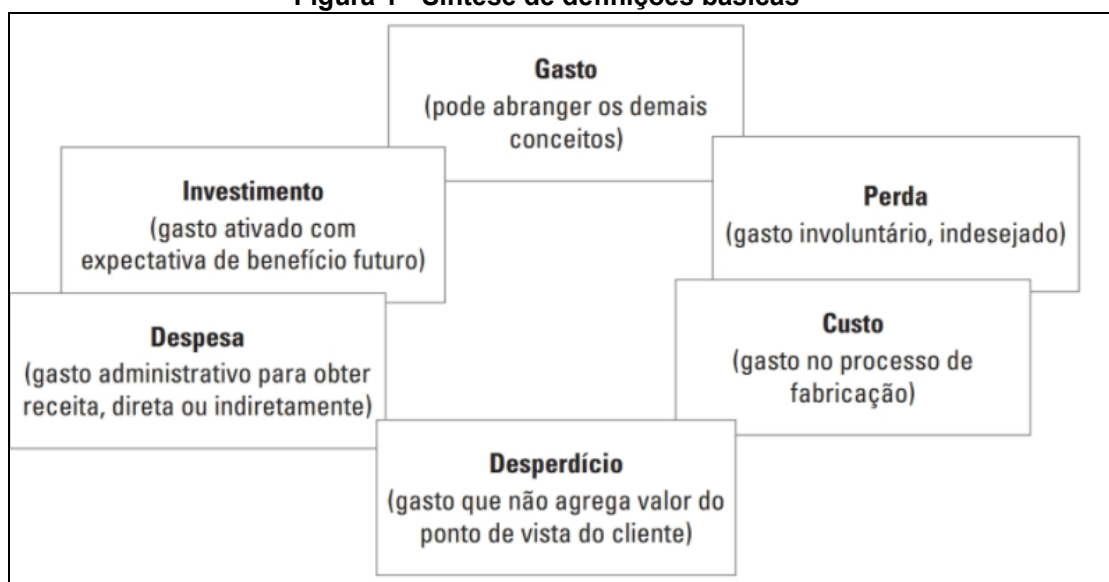 Figura 1 - Síntese de definições básicas
Gasto
(pode abranger os demais
conceitos)
Investimento
(gasto ativado com
expectativa de benefício futuro)
Perda
(gasto involuntário, indesejado)
Despesa
(gasto administrativo para obter
receita, direta ou indiretamente)
Custo
(gasto no processo de
fabricação)
Desperdício
(gasto que não agrega valor do
ponto de vista do cliente)